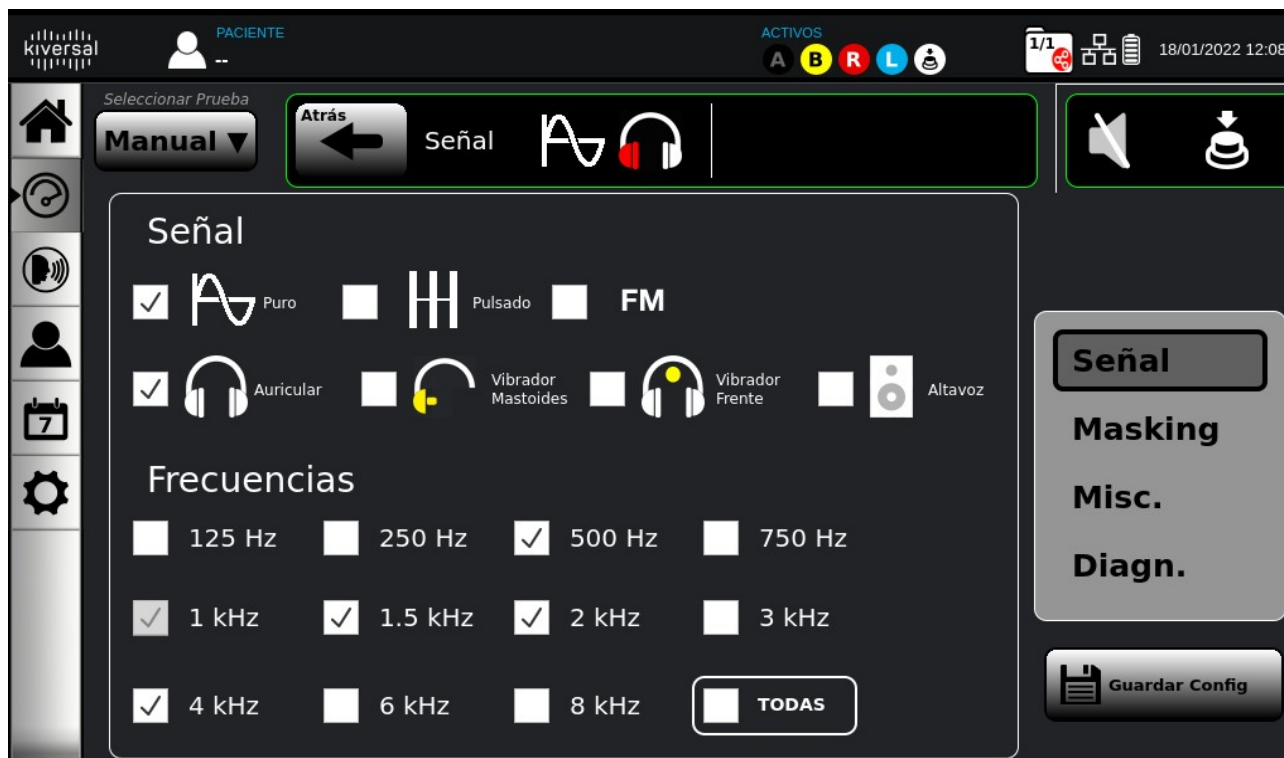 kiversal
PACIENTE
--
ACTIVOS
A B R L
1/1
18/01/2022 12:08
Seleccionar Prueba
Manual ▼
Atrás
Señal
Señal
Puro
Pulsado
FM
Auricular
Vibrador
Mastoides
Vibrador
Frente
Altavoz
Frecuencias
125 Hz
250 Hz
500 Hz
750 Hz
1 kHz
1.5 kHz
2 kHz
3 kHz
4 kHz
6 kHz
8 kHz
TODAS
7
Señal
Masking
Misc.
Diagn.
Guardar Config